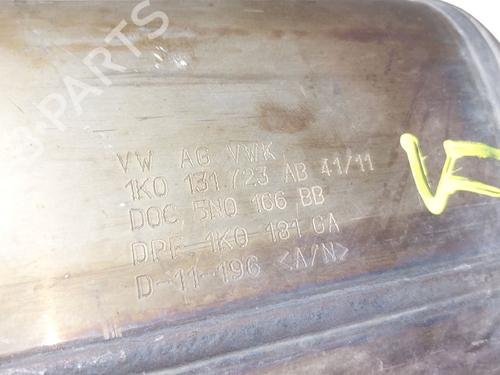 B-PARTS
VW AG VWK
1K0 131 723 AB 41/11
DOC 5N0 166 BB
DPF 1K0 181 GA
D-11-196 <A/N>